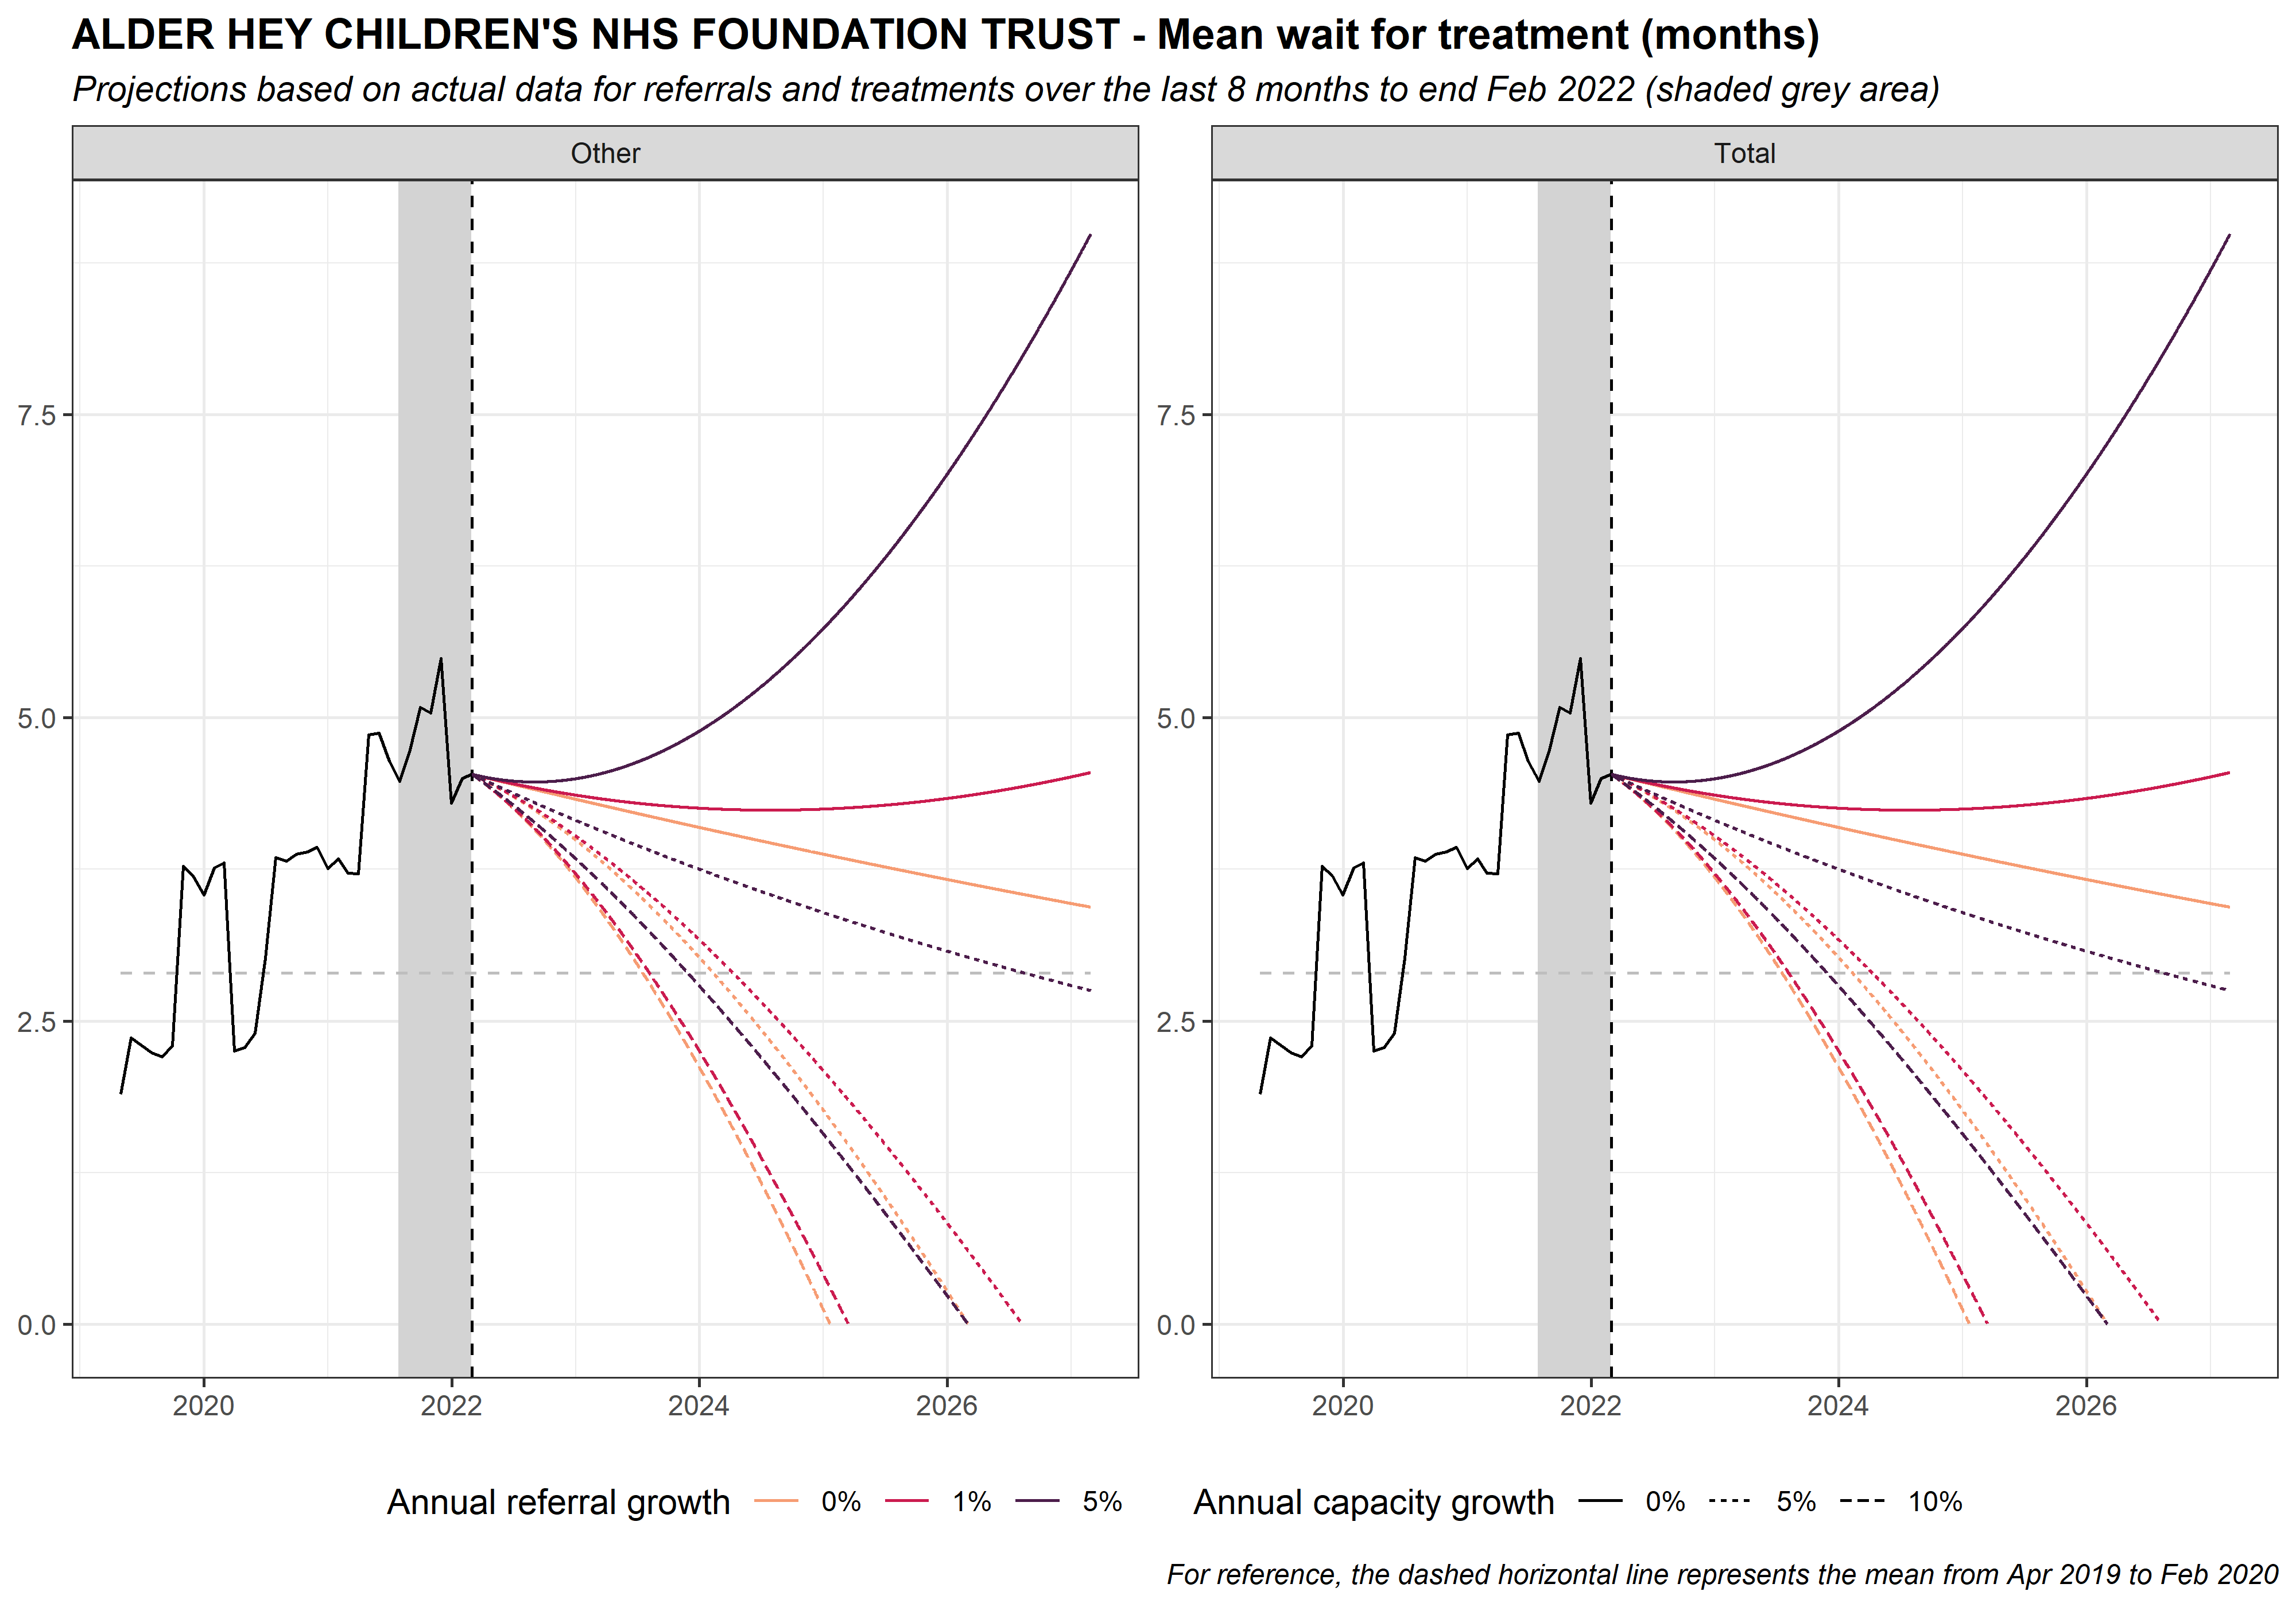 ALDER HEY CHILDREN'S NHS FOUNDATION TRUST - Mean wait for treatment (months)
Projections based on actual data for referrals and treatments over the last 8 months to end Feb 2022 (shaded grey area)
Other
Total
7.5
5.0
2.5
0.0
7.5
5.0
2.5
0.0
2020 2022 2024 2026
2020 2022 2024 2026
Annual referral growth 0% 1% 5%
Annual capacity growth 0% 5% 10%
For reference, the dashed horizontal line represents the mean from Apr 2019 to Feb 2020